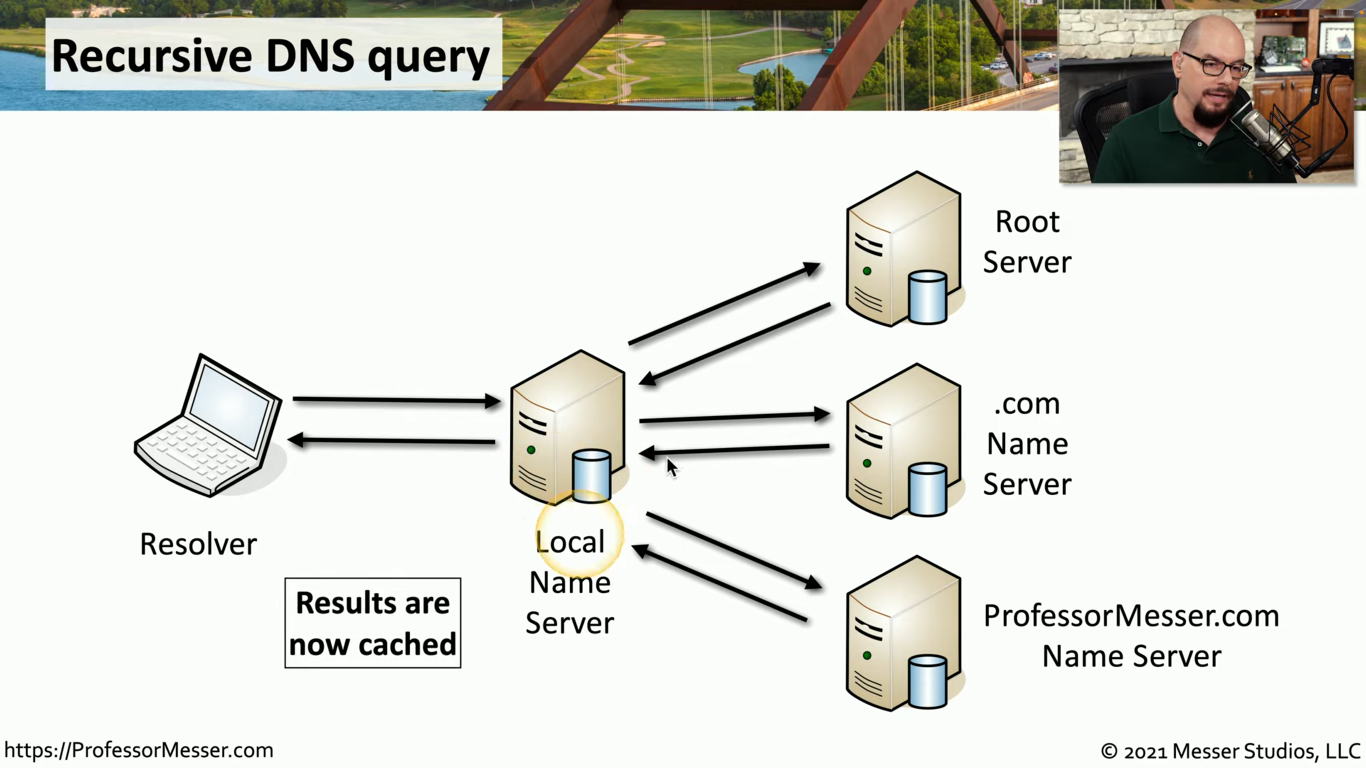 Recursive DNS query
Root
Server
.com
Name
Server
Resolver
Local
Name
Server
Results are
now cached
ProfessorMesser.com
Name Server
https://ProfessorMesser.com
© 2021 Messer Studios, LLC